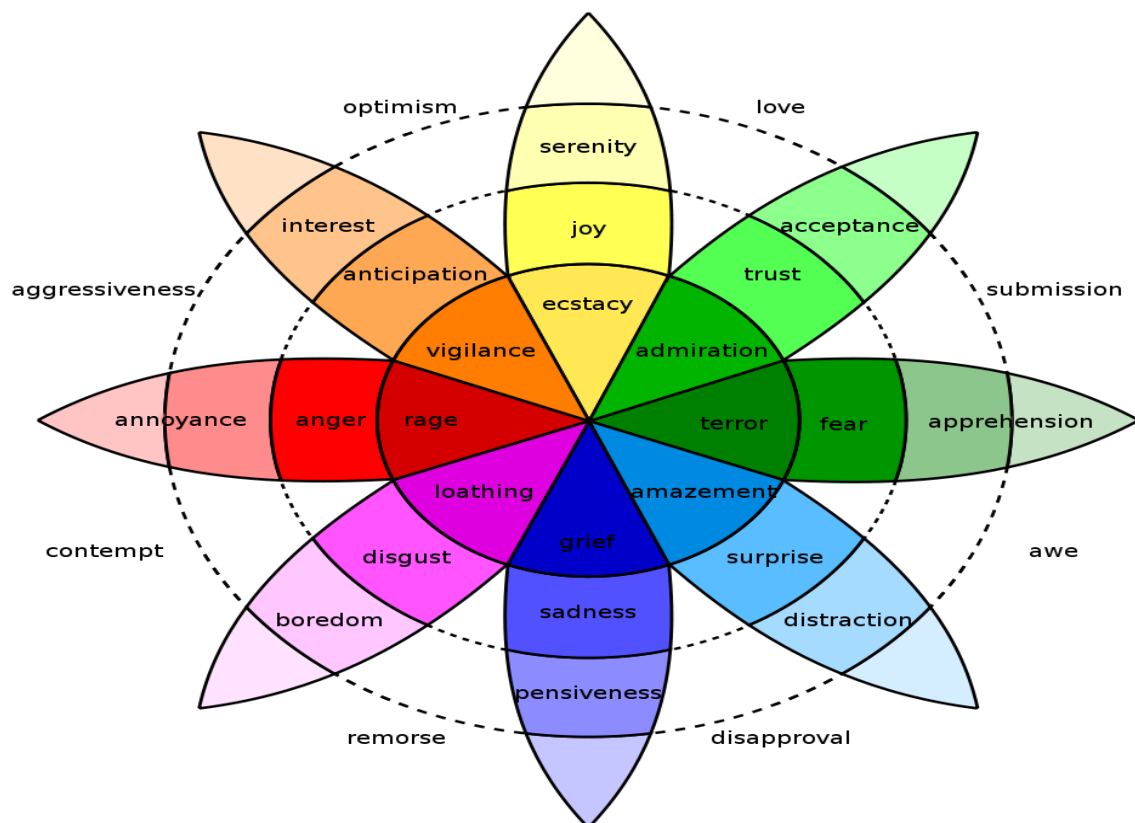 optimism
love
serenity
interest
joy
acceptance
anticipation
trust
aggressiveness
submission
ecstacy
vigilance
admiration
annoyance
anger
rage
terror
fear
apprehension
loathing
amazement
contempt
grief
awe
disgust
surprise
boredom
sadness
distraction
pensiveness
remorse
disapproval